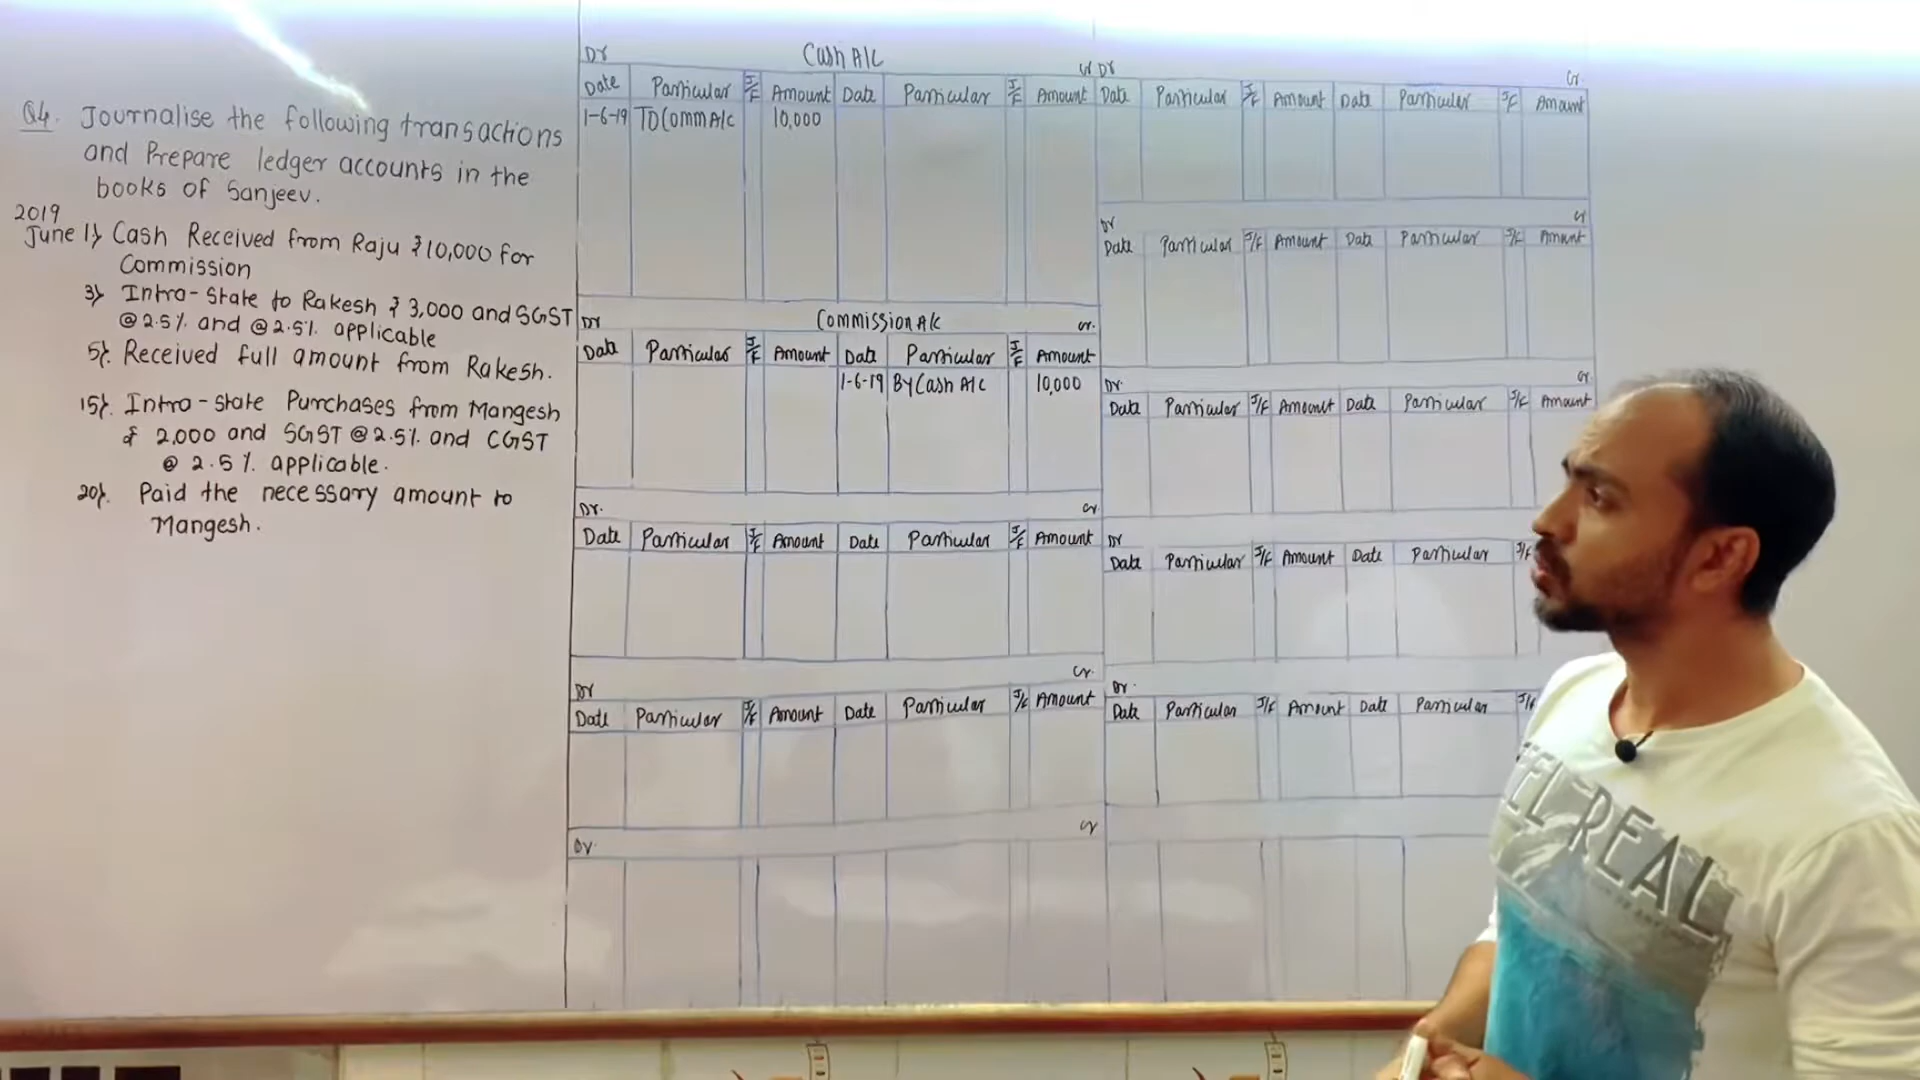 Q4. Journalise the following transactions
and Prepare ledger accounts in the
books of Sanjeev.
2019
June 1) Cash Received from Raju ₹10,000 for
Commission
3) Intra-State to Rakesh ₹ 3,000 and SGST
@ 2.5% and @ 2.5% applicable
5) Received full amount from Rakesh.
15) Intra-state Purchases from Mangesh
₹ 2,000 and SGST @ 2.5% and CGST
@ 2.5% applicable.
20) Paid the necessary amount to
Mangesh.
Dr Cash A/C Cr
Date Particular J/F Amount Date Particular J/F Amount
1-6-19 TO Comm A/c 10,000
Dr Commission A/c Cr.
Date Particular J/F Amount Date Particular J/F Amount
1-6-19 By Cash A/c 10,000
Dr. Cr.
Date Particular J/F Amount Date Particular J/F Amount
Dr Cr.
Date Particular J/F Amount Date Particular J/F Amount
Dr. Cr
Dr Cr
Date Particular J/F Amount Date Particular J/F Amount
Dr Cr
Date Particular J/F Amount Date Particular J/F Amount
Dr. Cr
Date Particular J/F Amount Date Particular J/F Amount
Dr
Date Particular J/F Amount Date Particular J/F
Dr.
Date Particular J/F Amount Date Particular J/F
EEL REAL